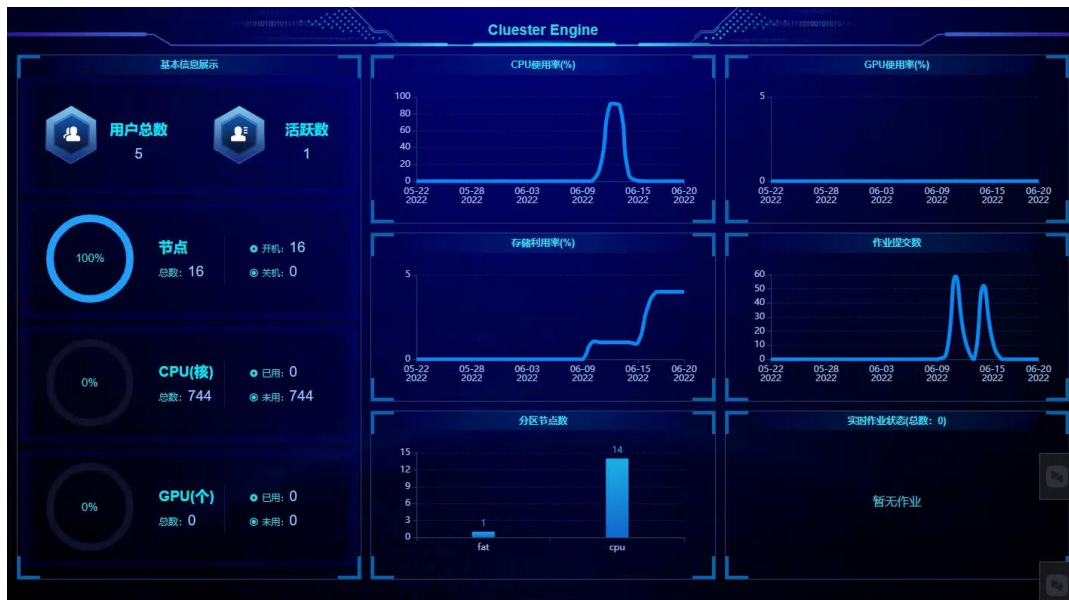 Cluester Engine
基本信息展示
用户总数
5
活跃数
1
100%
节点
总数: 16
开机: 16
关机: 0
0%
CPU(核)
总数: 744
已用: 0
未用: 744
0%
GPU(个)
总数: 0
已用: 0
未用: 0
CPU使用率(%)
100
80
60
40
20
0
05-22 05-28 06-03 06-09 06-15 06-20
2022 2022 2022 2022 2022 2022
GPU使用率(%)
5
0
05-22 05-28 06-03 06-09 06-15 06-20
2022 2022 2022 2022 2022 2022
存储利用率(%)
5
0
05-22 05-28 06-03 06-09 06-15 06-20
2022 2022 2022 2022 2022 2022
作业提交数
60
50
40
30
20
10
0
05-22 05-28 06-03 06-09 06-15 06-20
2022 2022 2022 2022 2022 2022
分区节点数
15
12
9
6
3
0
1
14
fat cpu
实时作业状态(总数: 0)
暂无作业